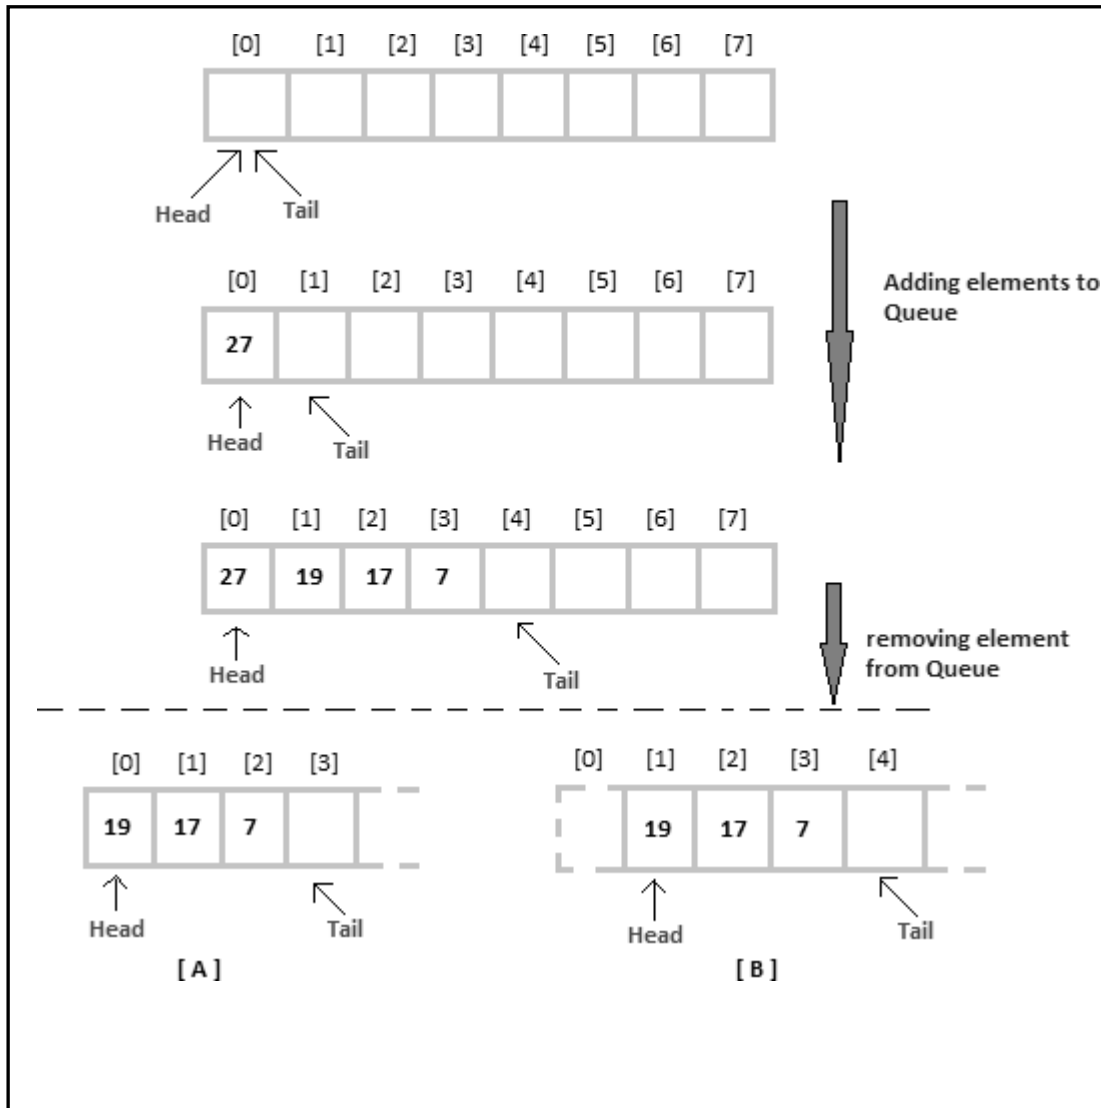 [0] [1] [2] [3] [4] [5] [6] [7]
Head Tail
[0] [1] [2] [3] [4] [5] [6] [7]
Adding elements to
Queue
27
Head Tail
[0] [1] [2] [3] [4] [5] [6] [7]
27 19 17 7
removing element
from Queue
Head Tail
[0] [1] [2] [3]
19 17 7
Head Tail
[ A ]
[0] [1] [2] [3] [4]
19 17 7
Head Tail
[ B ]